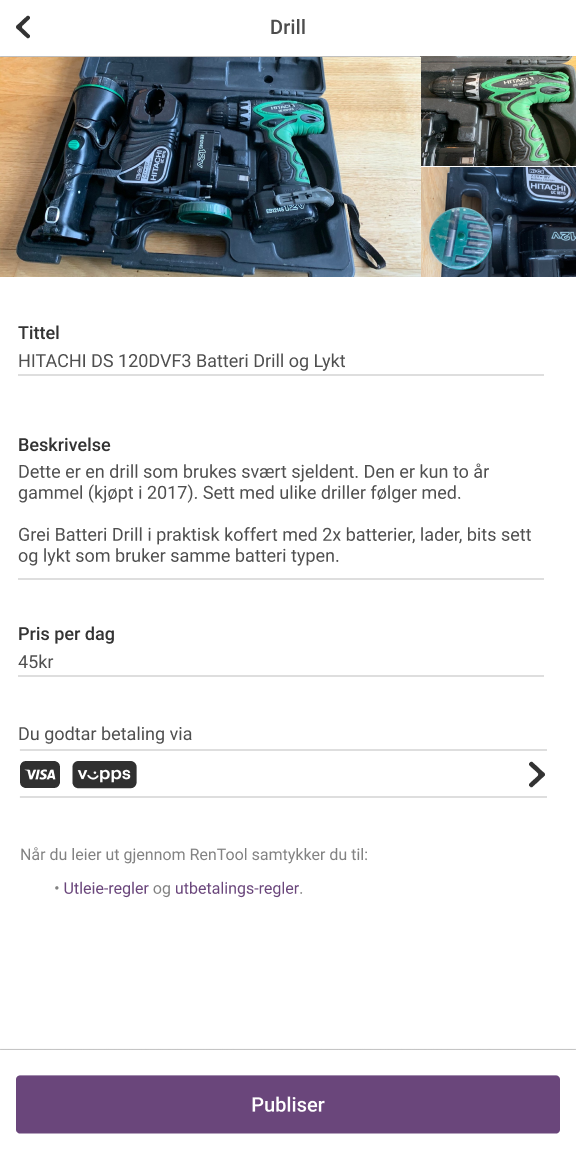 Drill
HITACHI
HITACHI
12V
HITACHI
HITACHI
12V
Tittel
HITACHI DS 120DVF3 Batteri Drill og Lykt
Beskrivelse
Dette er en drill som brukes svært sjeldent. Den er kun to år
gammel (kjøpt i 2017). Sett med ulike driller følger med.
Grei Batteri Drill i praktisk koffert med 2x batterier, lader, bits sett
og lykt som bruker samme batteri typen.
Pris per dag
45kr
Du godtar betaling via
VISA vipps
Når du leier ut gjennom RenTool samtykker du til:
• Utleie-regler og utbetalings-regler.
Publiser